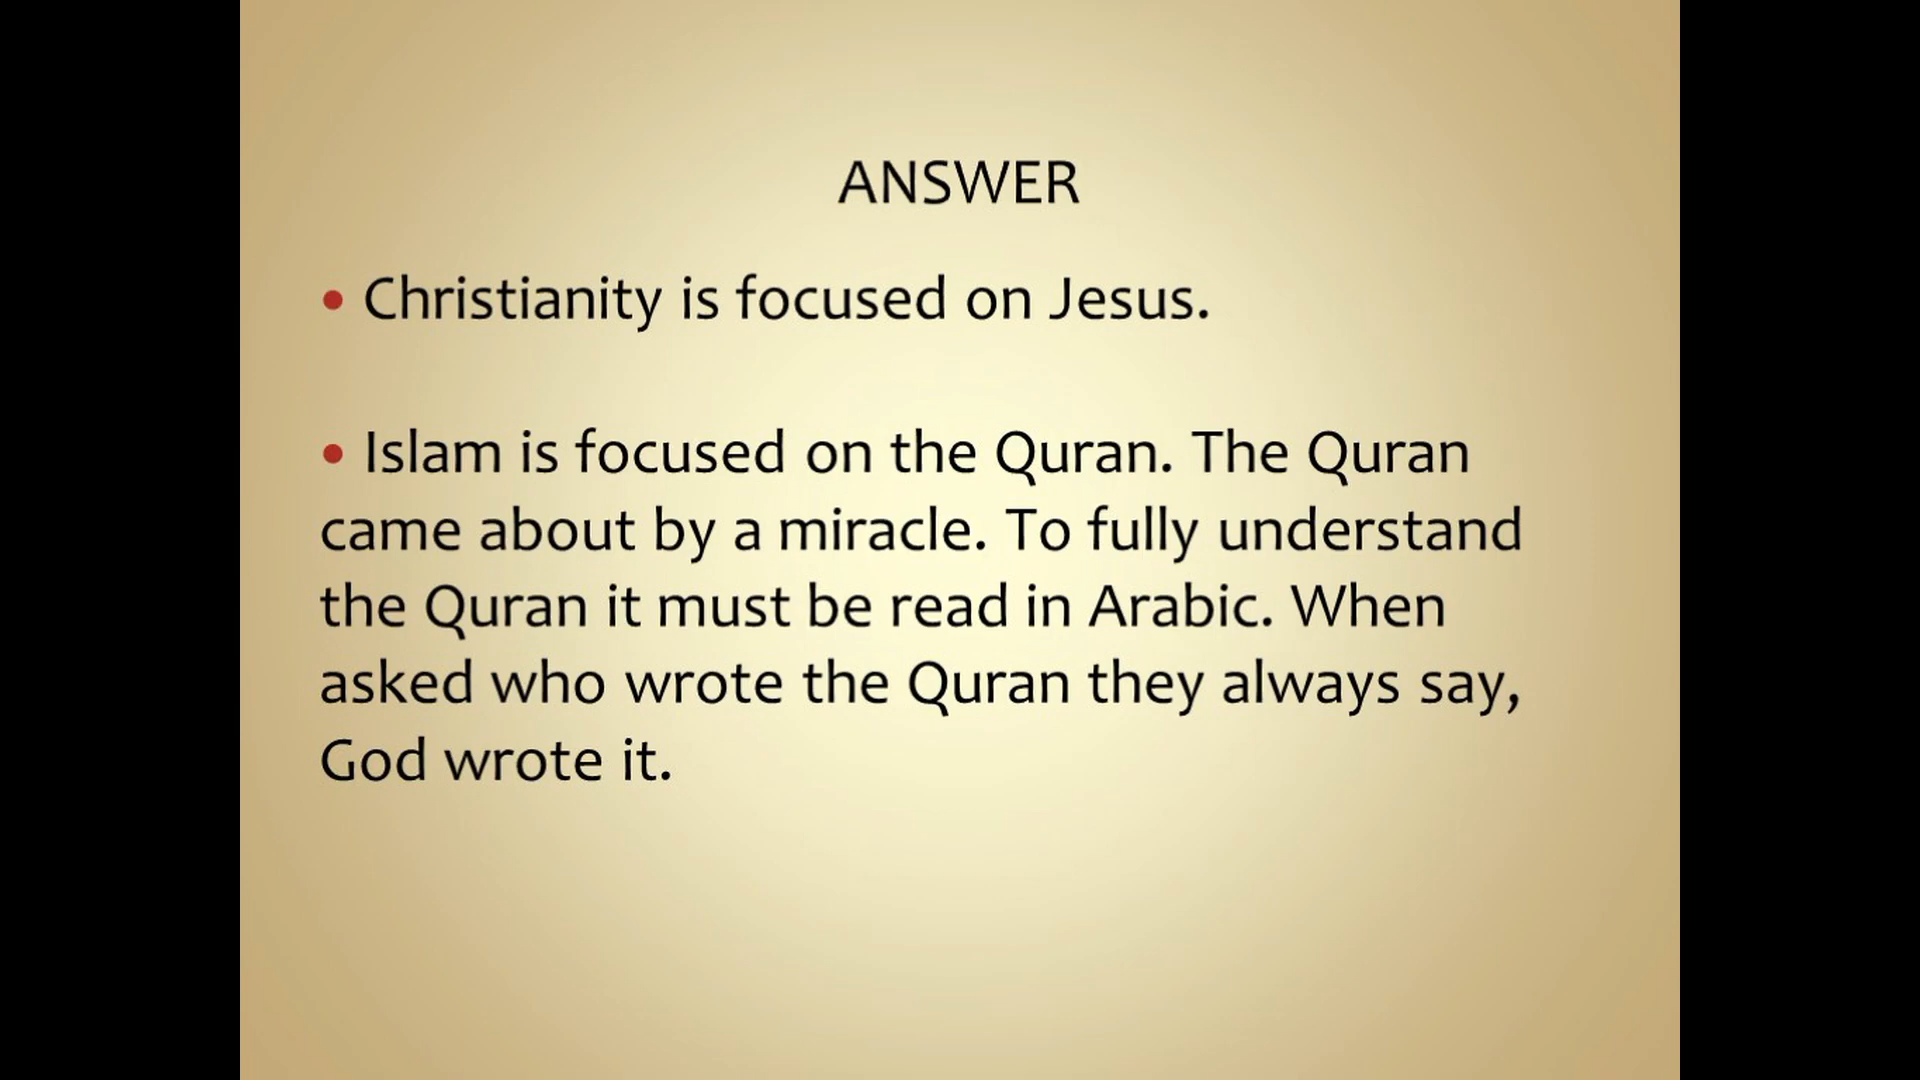 ANSWER
• Christianity is focused on Jesus.
• Islam is focused on the Quran. The Quran
came about by a miracle. To fully understand
the Quran it must be read in Arabic. When
asked who wrote the Quran they always say,
God wrote it.